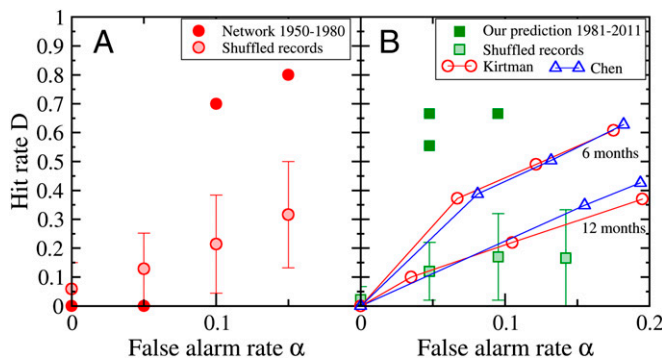 A
Network 1950-1980
Shuffled records
B
Our prediction 1981-2011
Shuffled records
Kirtman
Chen
6 months
12 months
Hit rate D
1
0.9
0.8
0.7
0.6
0.5
0.4
0.3
0.2
0.1
0
0
0.1
0
0.1
0.2
False alarm rate α
False alarm rate α